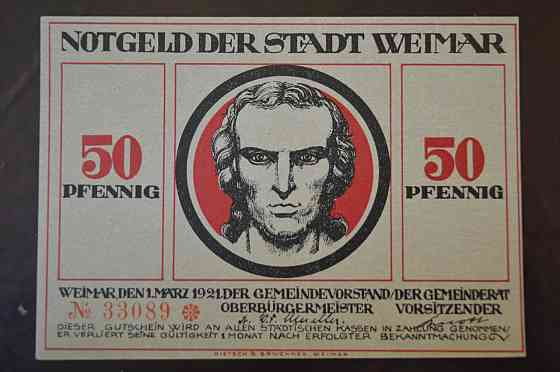 NOTGELD DER STADT WEIMAR
50
PFENNIG
50
PFENNIG
WEIMAR, DEN 1. MÄRZ 1921. DER GEMEINDEVORSTAND / DER GEMEINDERAT
№ 33089 OBERBÜRGERMEISTER VORSITZENDER
DIESER GUTSCHEIN WIRD AN ALLEN STÄDTISCHEN KASSEN IN ZAHLUNG GENOMMEN/
ER VERLIERT SEINE GÜLTIGKEIT 1 MONAT NACH ERFOLGTER BEKANNTMACHUNG
DIETSCH & BRÜCKNER, WEIMAR